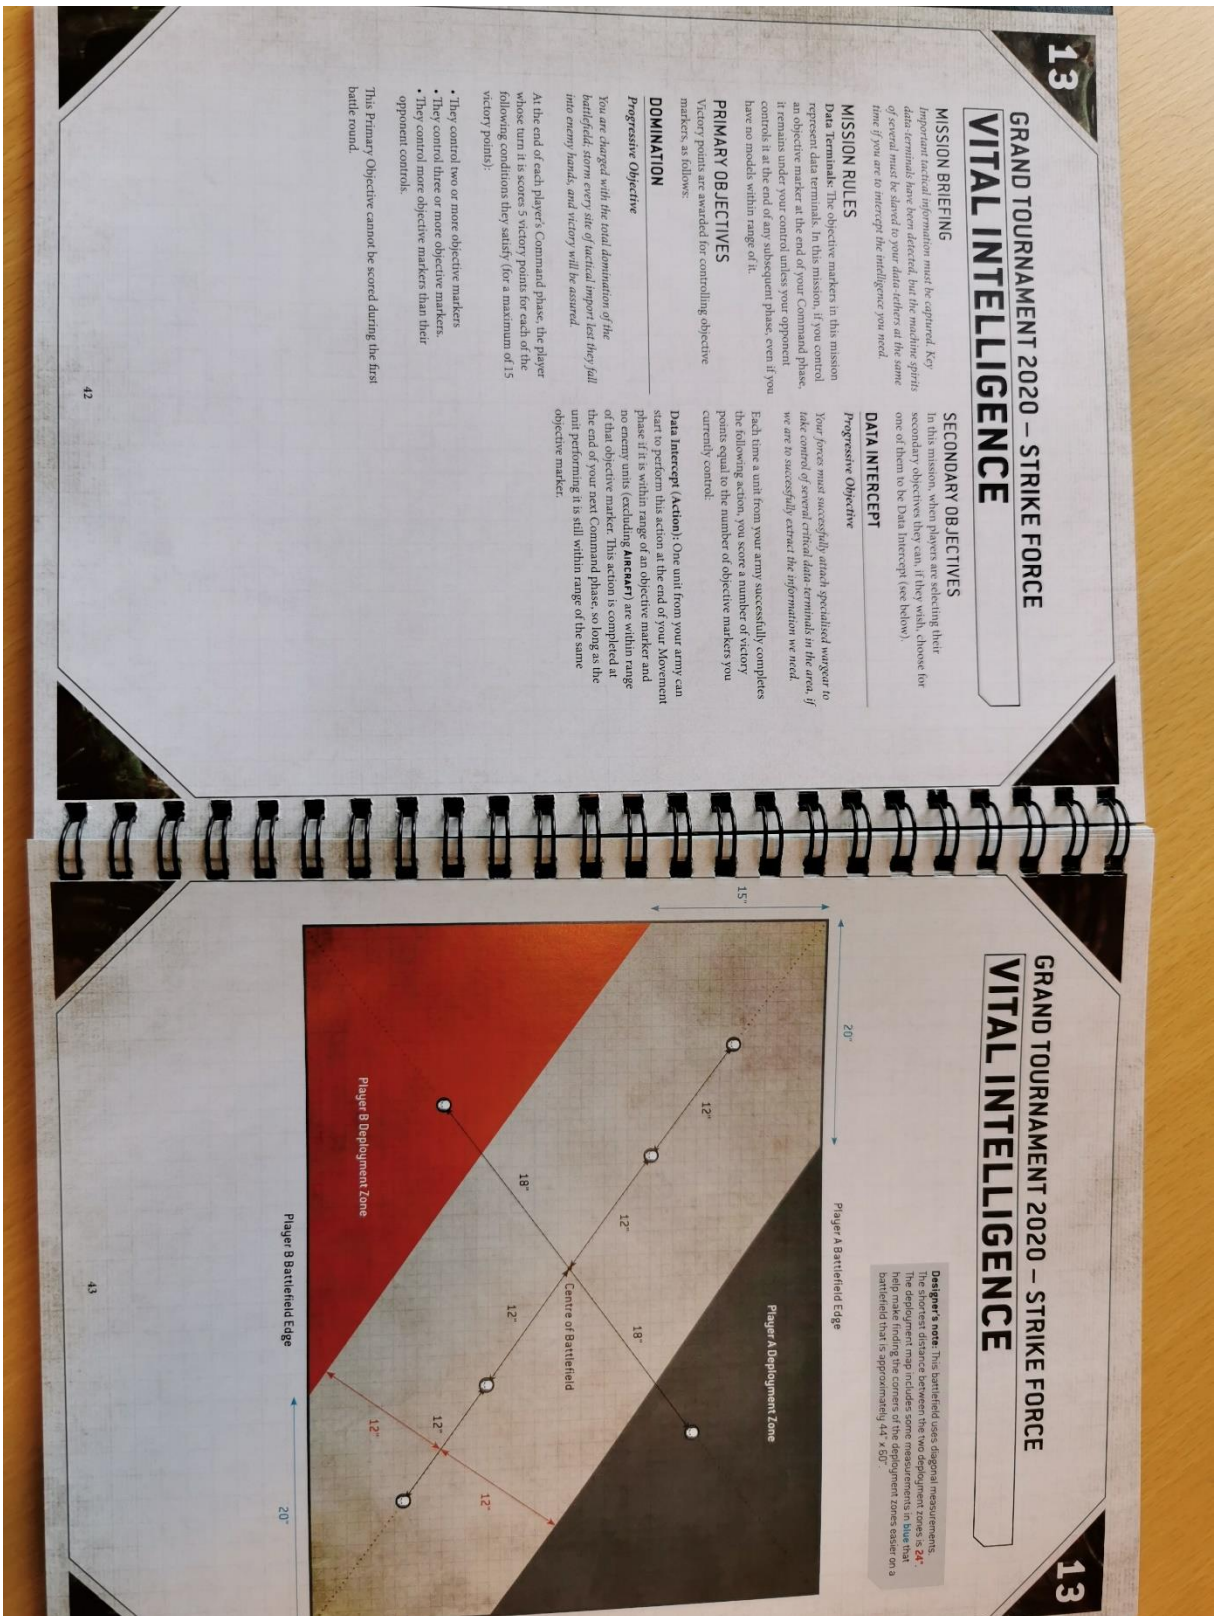 13
GRAND TOURNAMENT 2020 – STRIKE FORCE
VITAL INTELLIGENCE
MISSION BRIEFING
Important tactical information must be captured. Key
data-terminals have been detected, but the machine spirits
of several must be slaved to your data-tethers at the same
time if you are to intercept the intelligence you need.
MISSION RULES
Data Terminals: The objective markers in this mission
represent data terminals. In this mission, if you control
an objective marker at the end of your Command phase,
it remains under your control unless your opponent
controls it at the end of any subsequent phase, even if you
have no models within range of it.
PRIMARY OBJECTIVES
Victory points are awarded for controlling objective
markers, as follows:
DOMINATION
Progressive Objective
You are charged with the total domination of the
battlefield; storm every site of tactical import lest they fall
into enemy hands, and victory will be assured.
At the end of each player's Command phase, the player
whose turn it is scores 5 victory points for each of the
following conditions they satisfy (for a maximum of 15
victory points):
• They control two or more objective markers
• They control three or more objective markers.
• They control more objective markers than their
opponent controls.
This Primary Objective cannot be scored during the first
battle round.
SECONDARY OBJECTIVES
In this mission, when players are selecting their
secondary objectives they can, if they wish, choose for
one of them to be Data Intercept (see below).
DATA INTERCEPT
Progressive Objective
Your forces must successfully attach specialised wargear to
take control of several critical data-terminals in the area, if
we are to successfully extract the information we need.
Each time a unit from your army successfully completes
the following action, you score a number of victory
points equal to the number of objective markers you
currently control:
Data Intercept (Action): One unit from your army can
start to perform this action at the end of your Movement
phase if it is within range of an objective marker and
no enemy units (excluding AIRCRAFT) are within range
of that objective marker. This action is completed at
the end of your next Command phase, so long as the
unit performing it is still within range of the same
objective marker.
42
GRAND TOURNAMENT 2020 – STRIKE FORCE
VITAL INTELLIGENCE
13
Designer's note: This battlefield uses diagonal measurements.
The shortest distance between the two deployment zones is 24".
The deployment map includes some measurements in blue that
help make finding the corners of the deployment zones easier on a
battlefield that is approximately 44" x 60".
Player A Battlefield Edge
20"
15"
Player A Deployment Zone
12"
12"
18"
Centre of Battlefield
18"
12"
12"
12"
12"
Player B Deployment Zone
Player B Battlefield Edge
20"
43